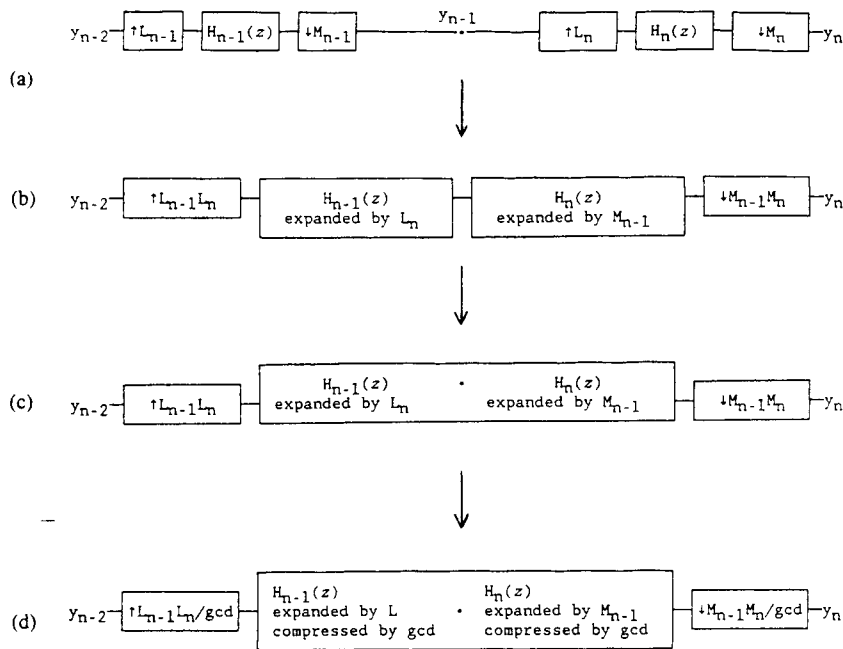 y_{n-1}
y_{n-2} ↑L_{n-1} H_{n-1}(z) ↓M_{n-1} ↑L_n H_n(z) ↓M_n y_n
(a)
(b) y_{n-2} ↑L_{n-1}L_n H_{n-1}(z) H_n(z) ↓M_{n-1}M_n y_n
expanded by L_n expanded by M_{n-1}
(c) y_{n-2} ↑L_{n-1}L_n H_{n-1}(z) · H_n(z) ↓M_{n-1}M_n y_n
expanded by L_n expanded by M_{n-1}
H_{n-1}(z) H_n(z)
(d) y_{n-2} ↑L_{n-1}L_n/gcd expanded by L · expanded by M_{n-1} ↓M_{n-1}M_n/gcd y_n
compressed by gcd compressed by gcd